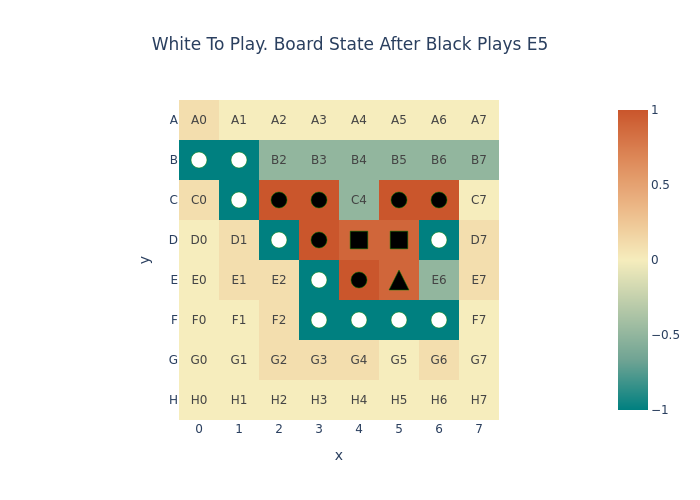 White To Play. Board State After Black Plays E5
A A0 A1 A2 A3 A4 A5 A6 A7
B B2 B3 B4 B5 B6 B7
C C0 C4 C7
D D0 D1 D7
E E0 E1 E2 E6 E7
F F0 F1 F2 F7
G G0 G1 G2 G3 G4 G5 G6 G7
H H0 H1 H2 H3 H4 H5 H6 H7
0 1 2 3 4 5 6 7
x
y
1
0.5
0
−0.5
−1